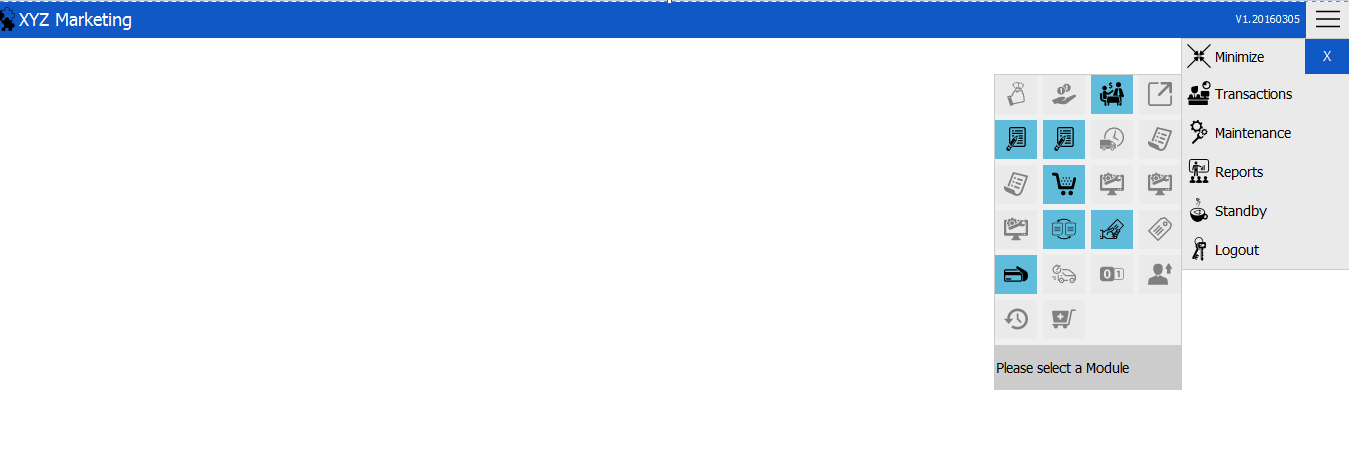 XYZ Marketing
V1.20160305
Minimize
X
Transactions
Maintenance
Reports
Standby
Logout
Please select a Module